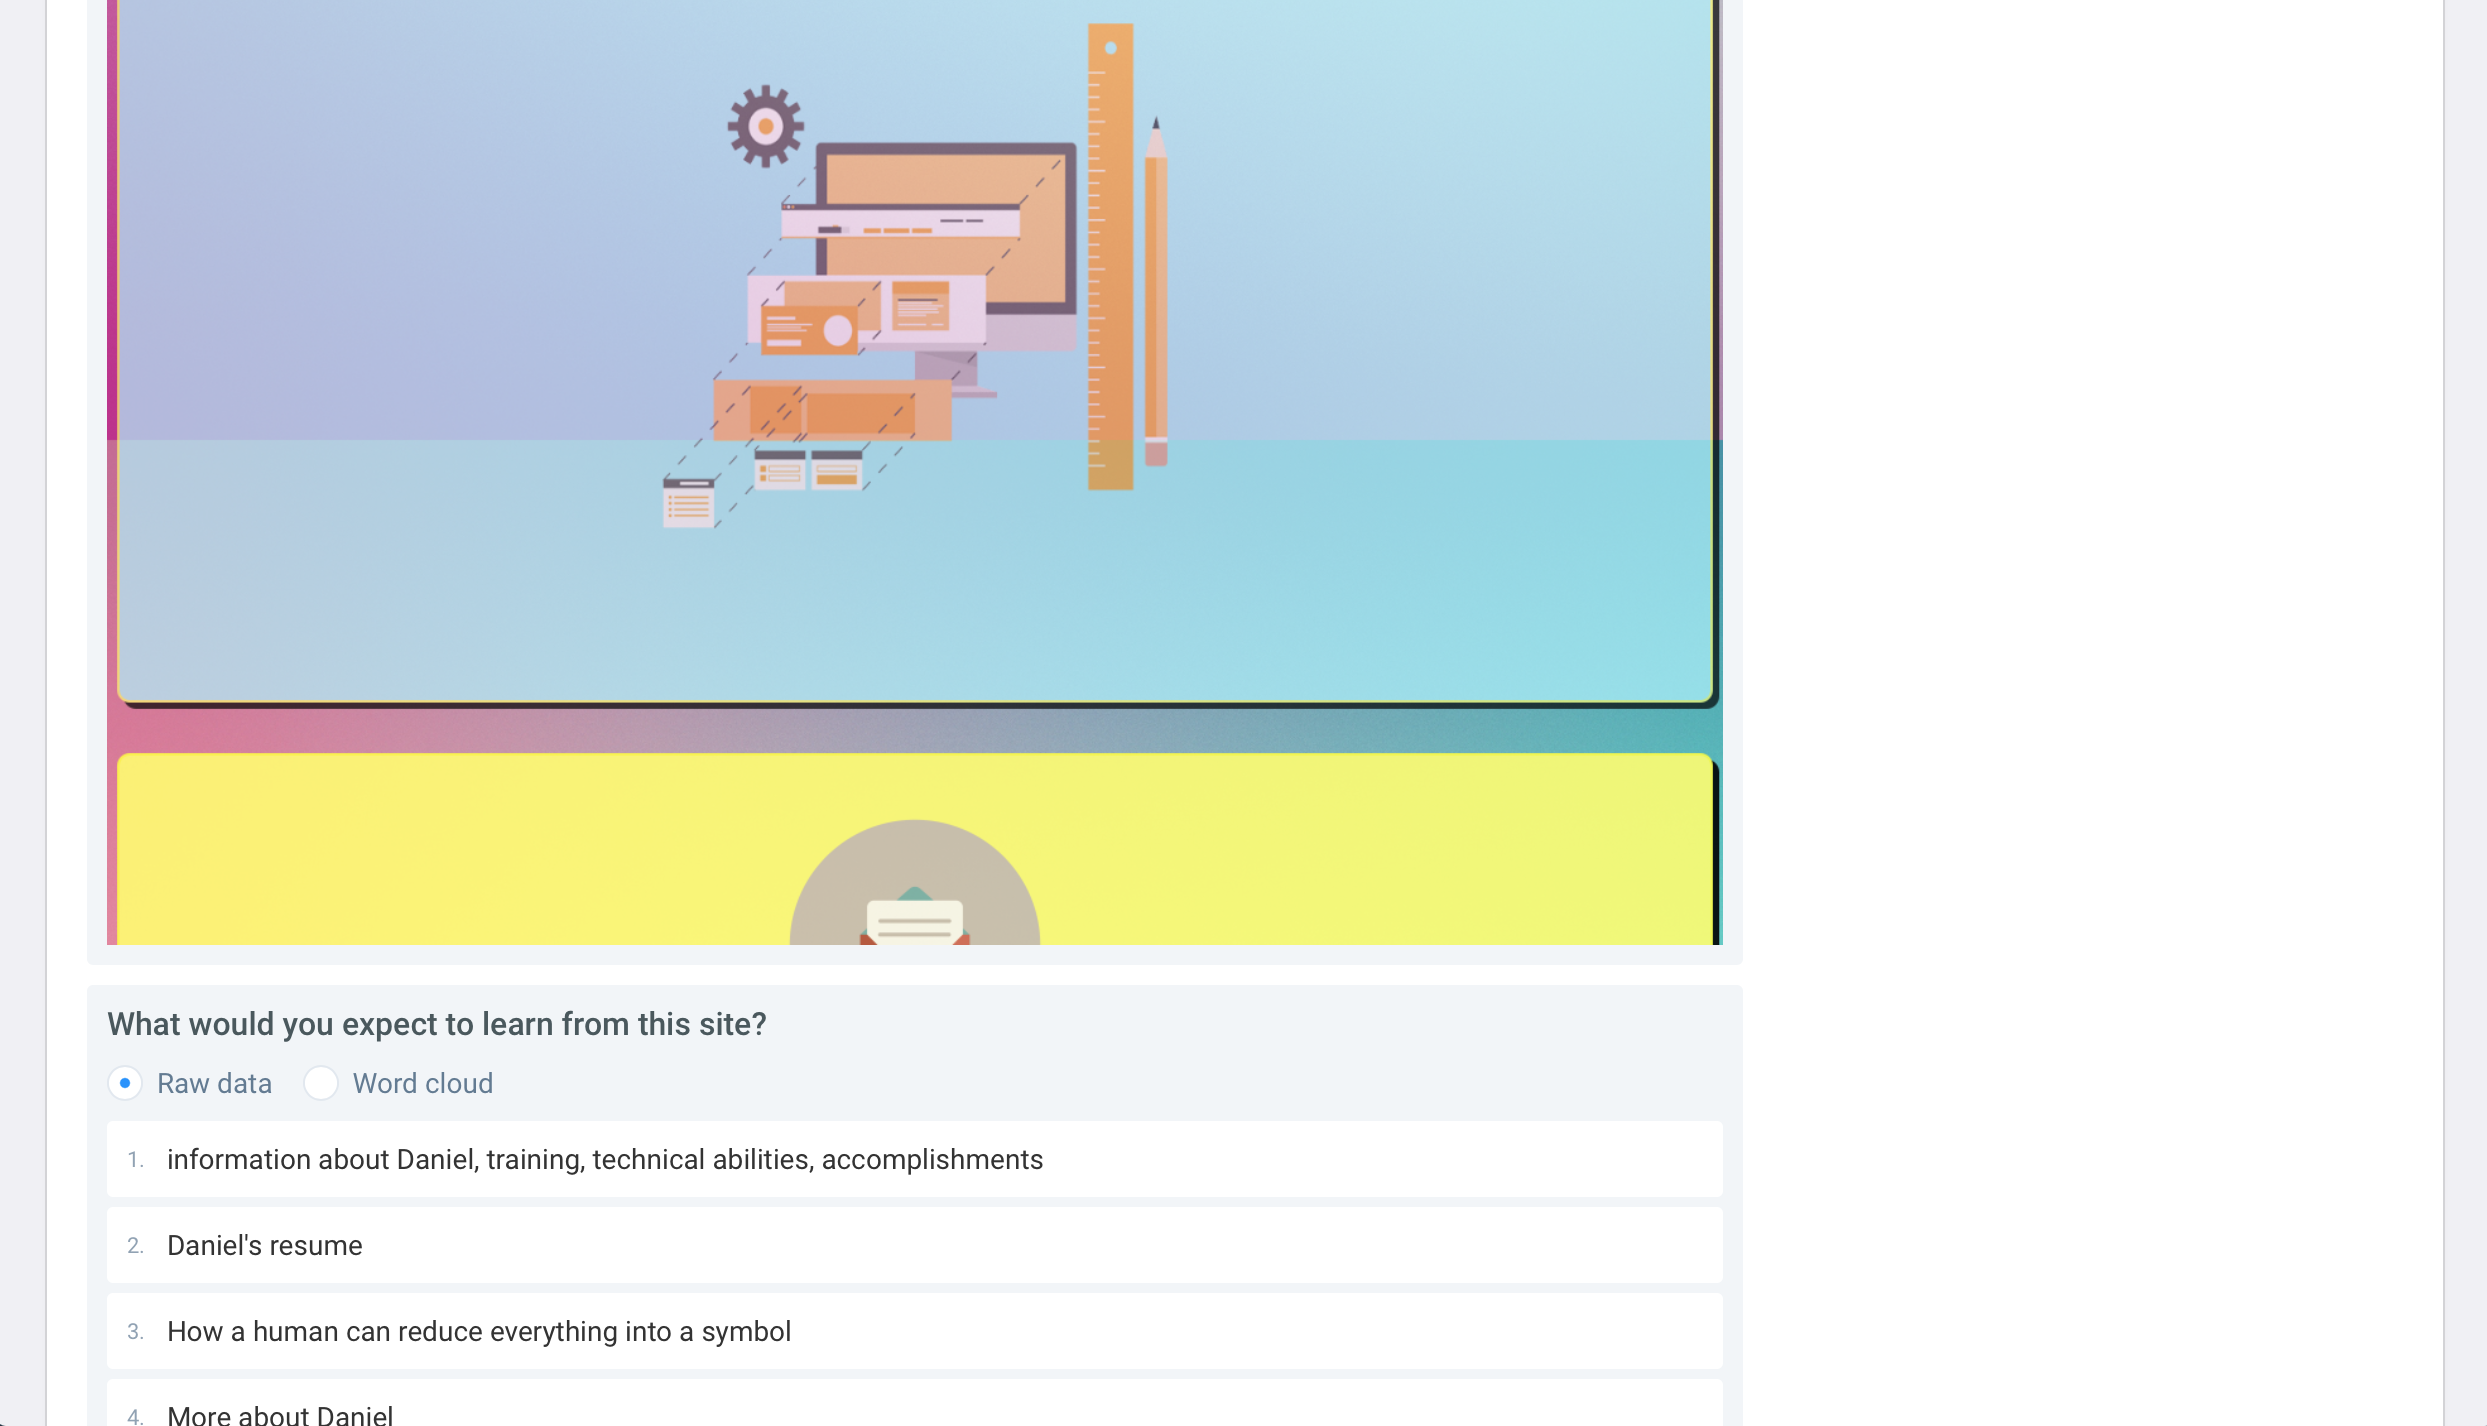 What would you expect to learn from this site?
Raw data Word cloud
1. information about Daniel, training, technical abilities, accomplishments
2. Daniel's resume
3. How a human can reduce everything into a symbol
4. More about Daniel